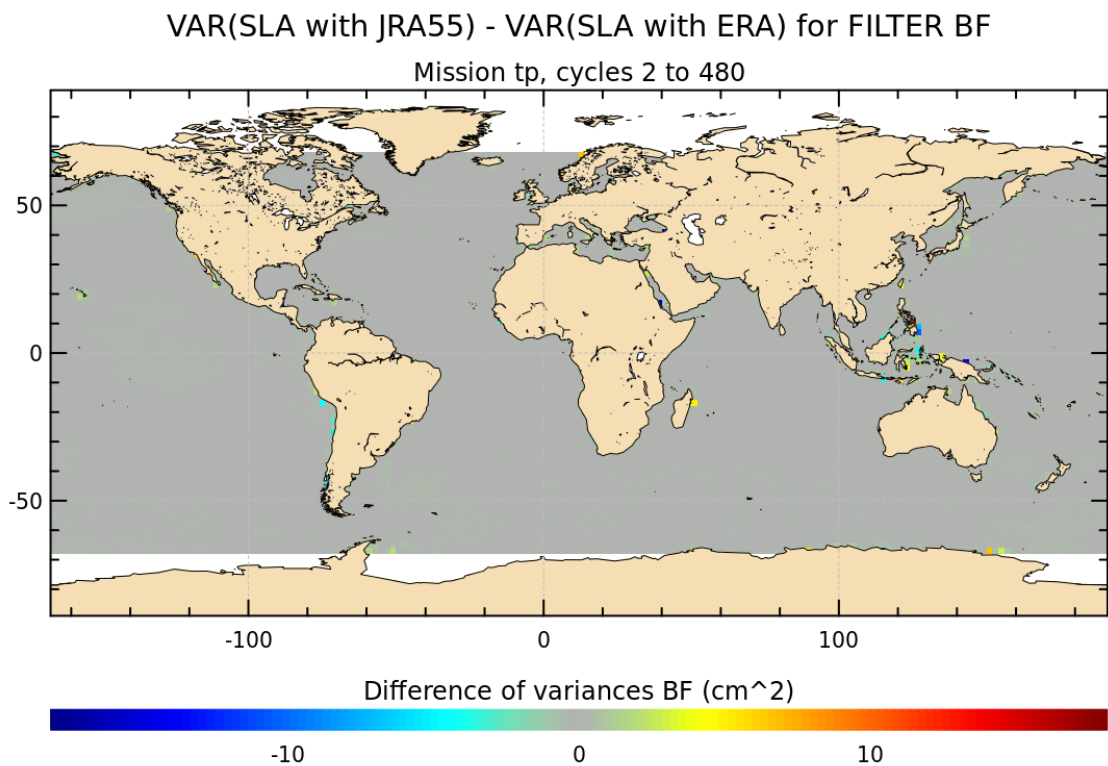 VAR(SLA with JRA55) - VAR(SLA with ERA) for FILTER BF
Mission tp, cycles 2 to 480
50
0
-50
-100 0 100
Difference of variances BF (cm^2)
-10 0 10